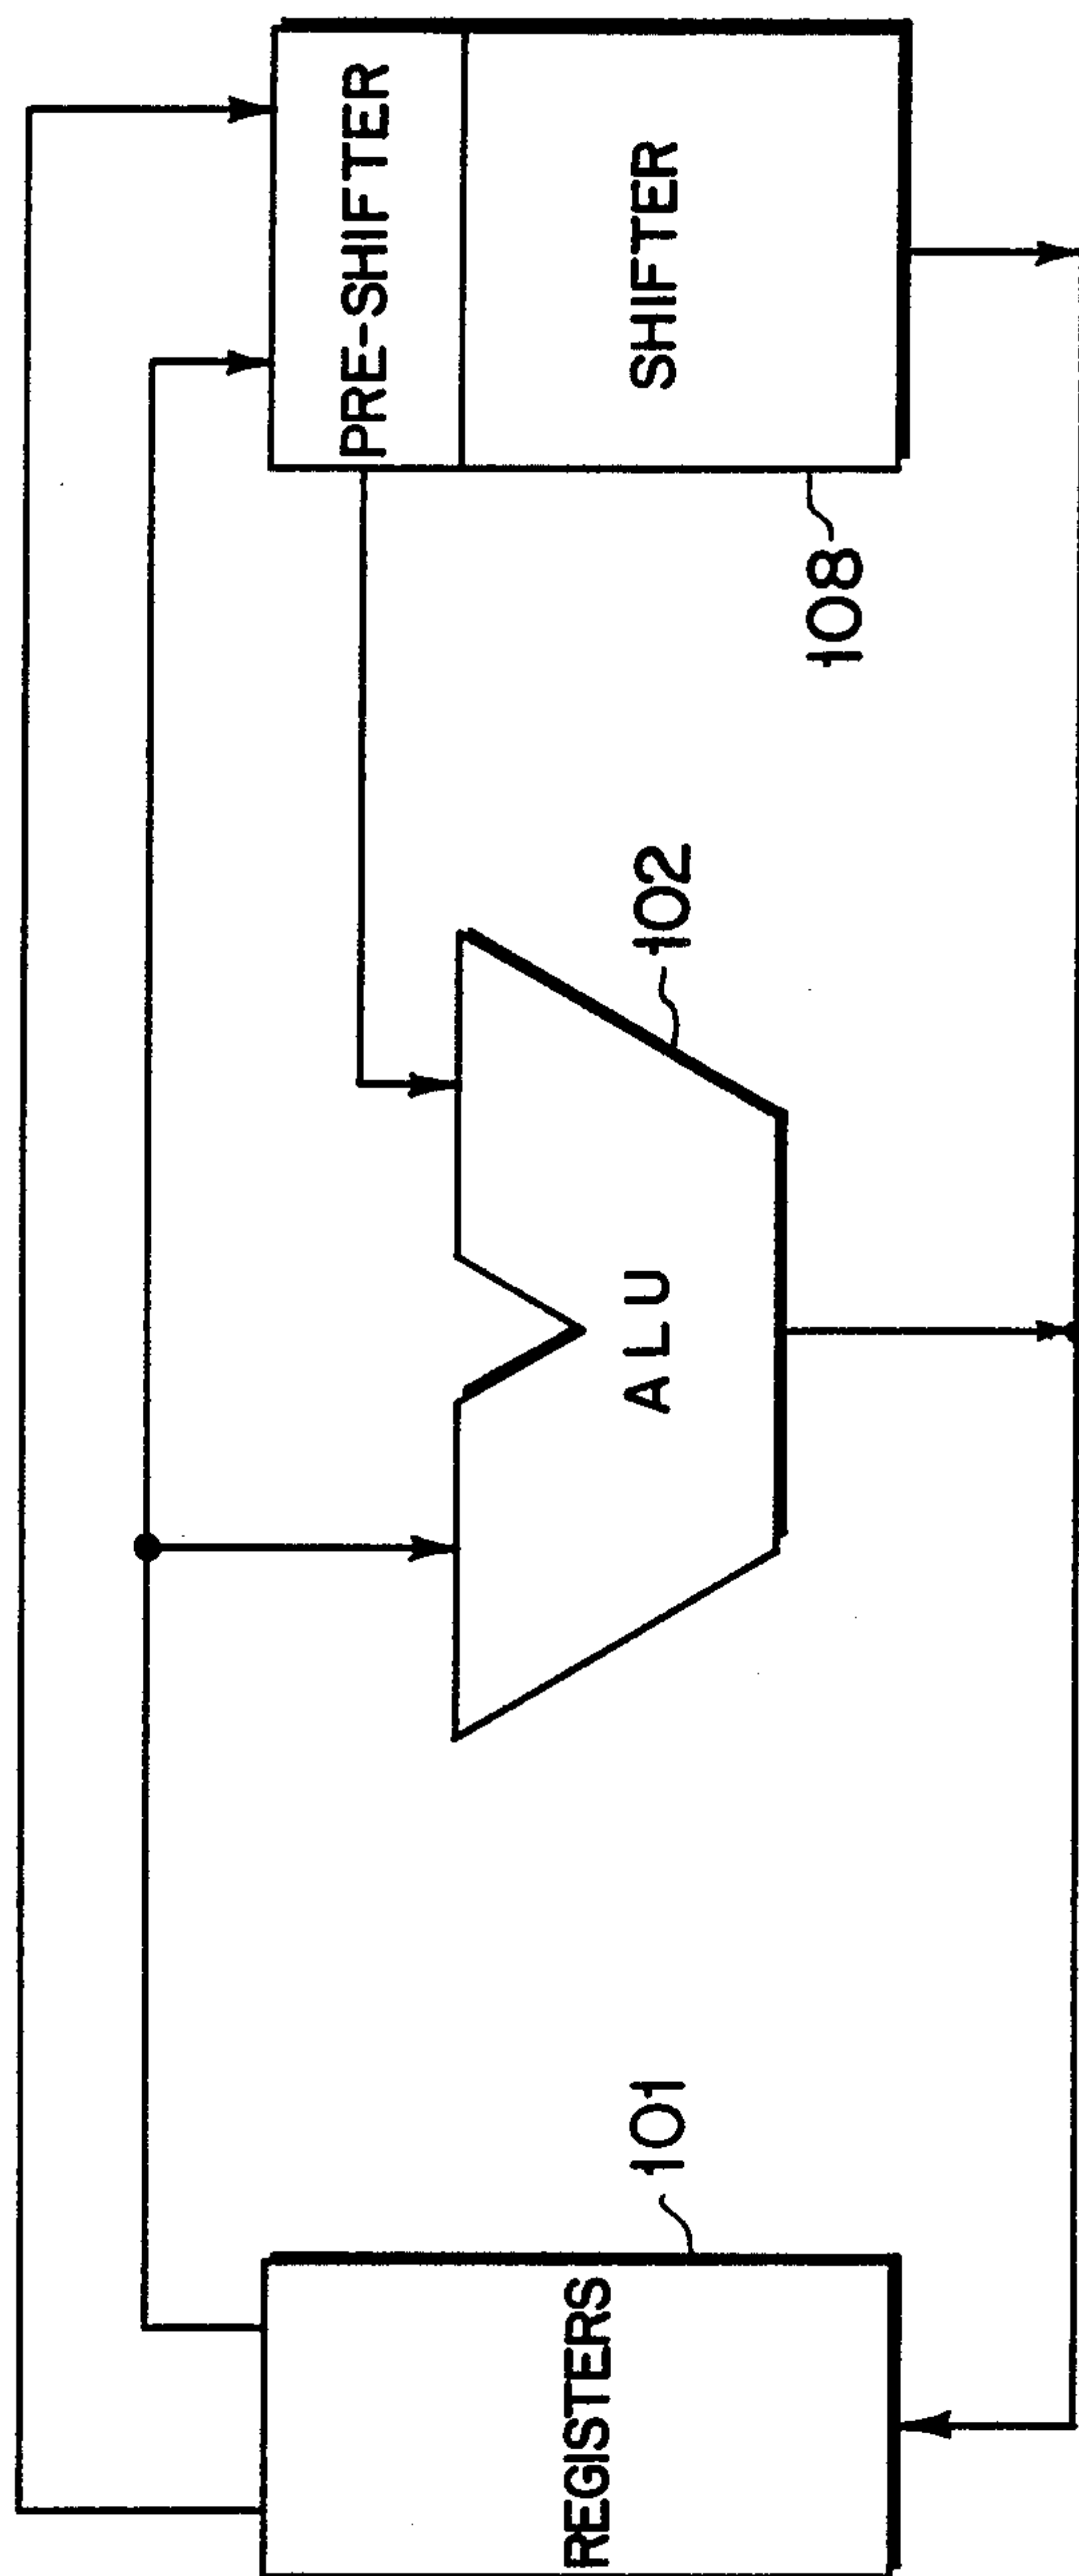 REGISTERS
101
ALU
102
PRE-SHIFTER
SHIFTER
108